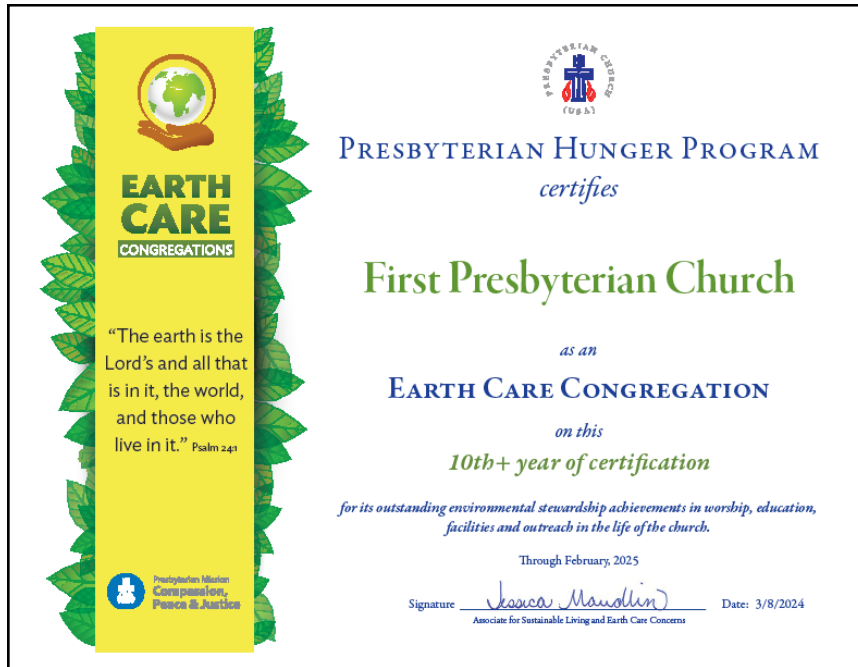 EARTH
CARE
CONGREGATIONS
“The earth is the
Lord’s and all that
is in it, the world,
and those who
live in it.” Psalm 24:1
Presbyterian Mission
Compassion,
Peace & Justice
PRESBYTERIAN CHURCH
(USA)
PRESBYTERIAN HUNGER PROGRAM
certifies
First Presbyterian Church
as an
EARTH CARE CONGREGATION
on this
10th+ year of certification
for its outstanding environmental stewardship achievements in worship, education,
facilities and outreach in the life of the church.
Through February, 2025
Signature Jessica Maudlin Date: 3/8/2024
Associate for Sustainable Living and Earth Care Concerns